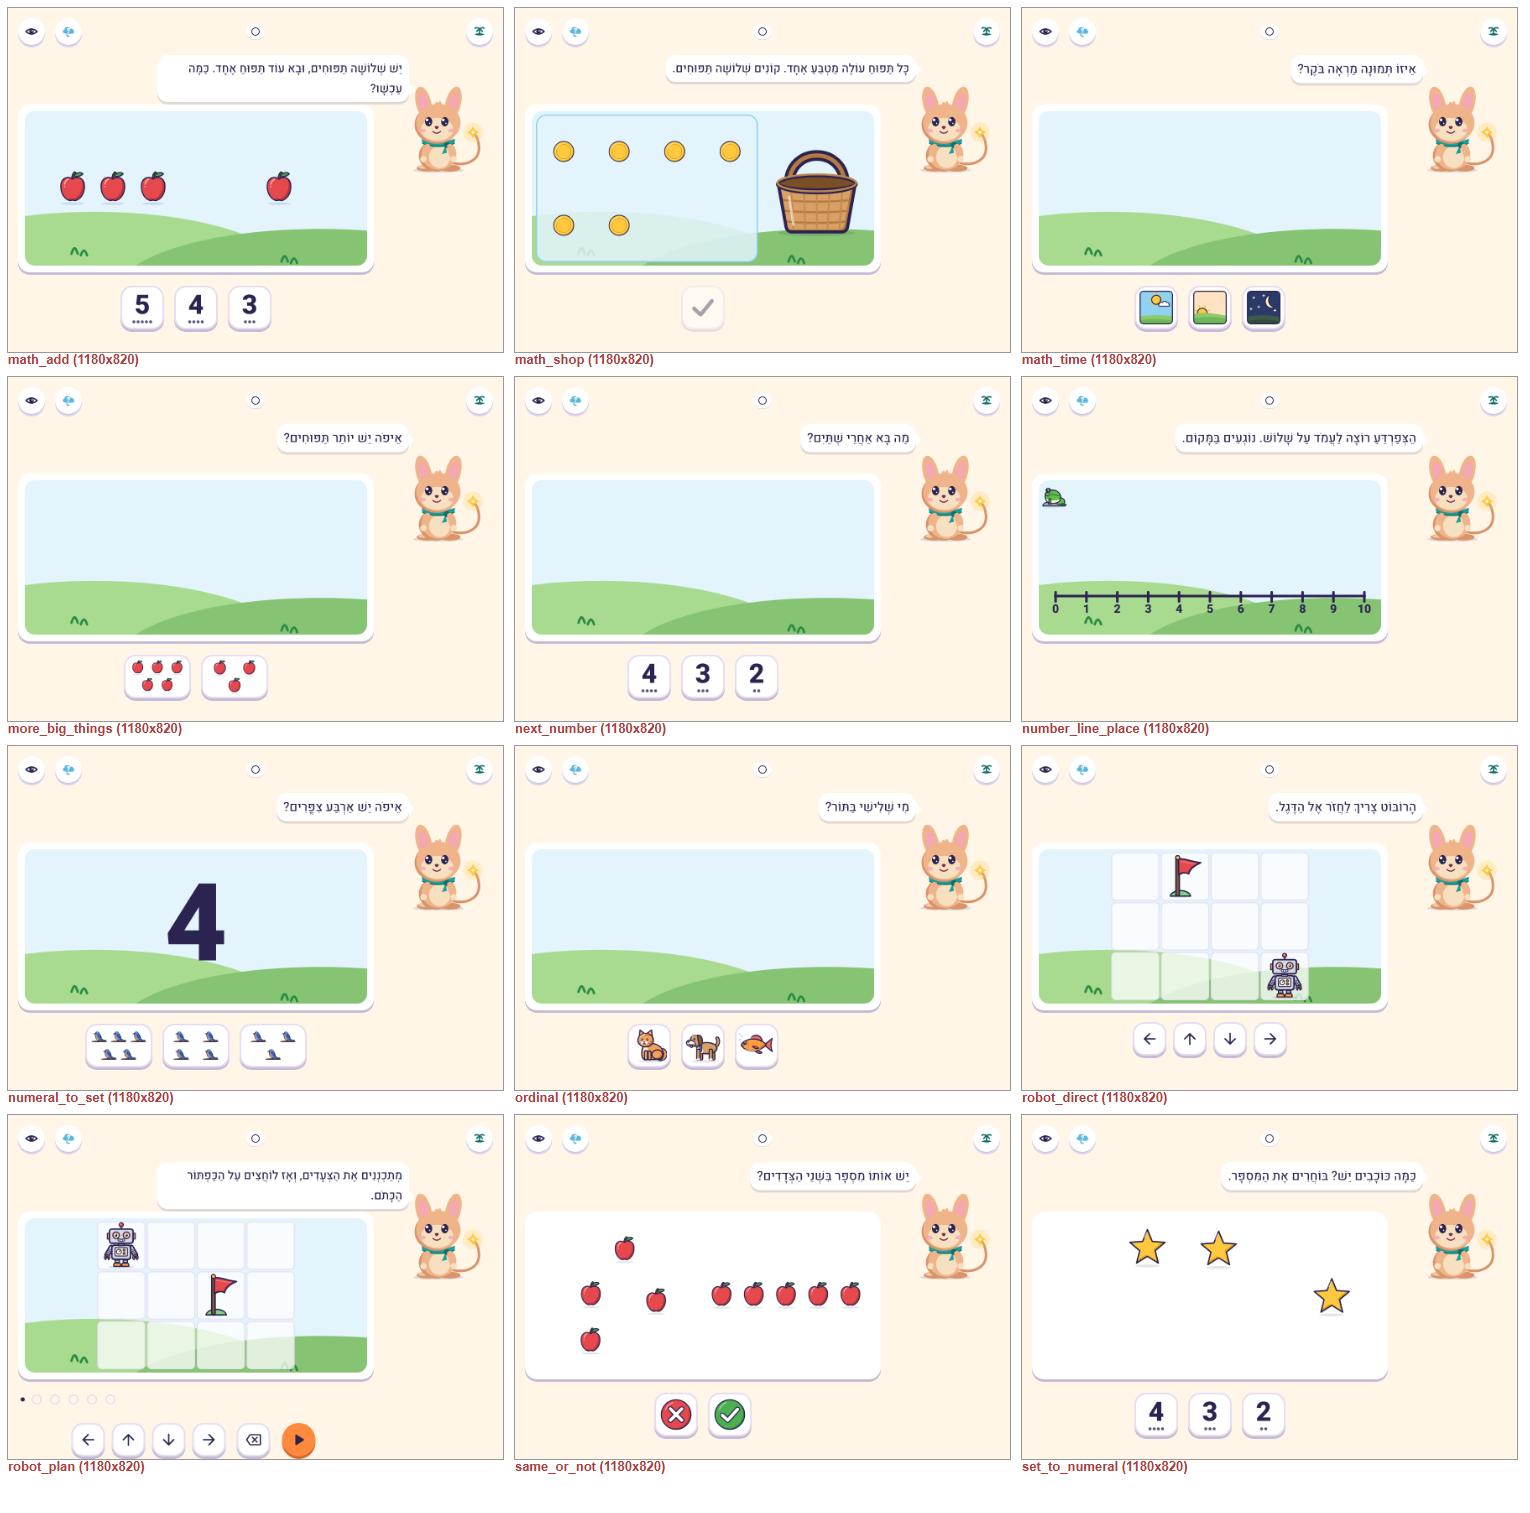 יֵשׁ שְׁלוֹשָׁה תַּפּוּחִים, וּבָא עוֹד תַּפּוּחַ אֶחָד. כַּמָּה
עַכְשָׁו?
5
4
3
math_add (1180x820)
כָּל תַּפּוּחַ עוֹלֶה מַטְבֵּעַ אֶחָד. קוֹנִים שְׁלוֹשָׁה תַּפּוּחִים.
math_shop (1180x820)
אֵיזוֹ תְּמוּנָה מַרְאָה בֹּקֶר?
math_time (1180x820)
אֵיפֹה יֵשׁ יוֹתֵר תַּפּוּחִים?
more_big_things (1180x820)
מַה בָּא אַחֲרֵי שְׁתַּיִם?
4
3
2
next_number (1180x820)
הַצְּפַרְדֵּעַ רוֹצָה לַעֲמֹד עַל שָׁלוֹשׁ. נוֹגְעִים בַּמָּקוֹם.
0 1 2 3 4 5 6 7 8 9 10
number_line_place (1180x820)
אֵיפֹה יֵשׁ אַרְבַּע צִפֳּרִים?
4
numeral_to_set (1180x820)
מִי שְׁלִישִׁי בַּתּוֹר?
ordinal (1180x820)
הָרוֹבּוֹט צָרִיךְ לַחֲזֹר אֶל הַדֶּגֶל.
robot_direct (1180x820)
מְתַכְנְנִים אֶת הַצְּעָדִים, וְאָז לוֹחֲצִים עַל הַכַּפְתּוֹר
הַכָּתֹם.
robot_plan (1180x820)
יֵשׁ אוֹתוֹ מִסְפָּר בִּשְׁנֵי הַצְּדָדִים?
same_or_not (1180x820)
כַּמָּה כּוֹכָבִים יֵשׁ? בּוֹחֲרִים אֶת הַמִּסְפָּר.
4
3
2
set_to_numeral (1180x820)